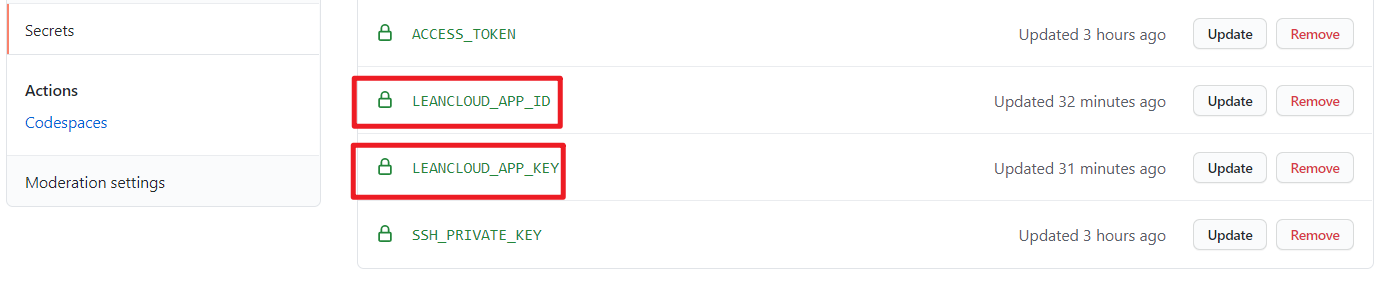 Secrets
Actions
Codespaces
Moderation settings
ACCESS_TOKEN Updated 3 hours ago Update Remove
LEANCLOUD_APP_ID Updated 32 minutes ago Update Remove
LEANCLOUD_APP_KEY Updated 31 minutes ago Update Remove
SSH_PRIVATE_KEY Updated 3 hours ago Update Remove